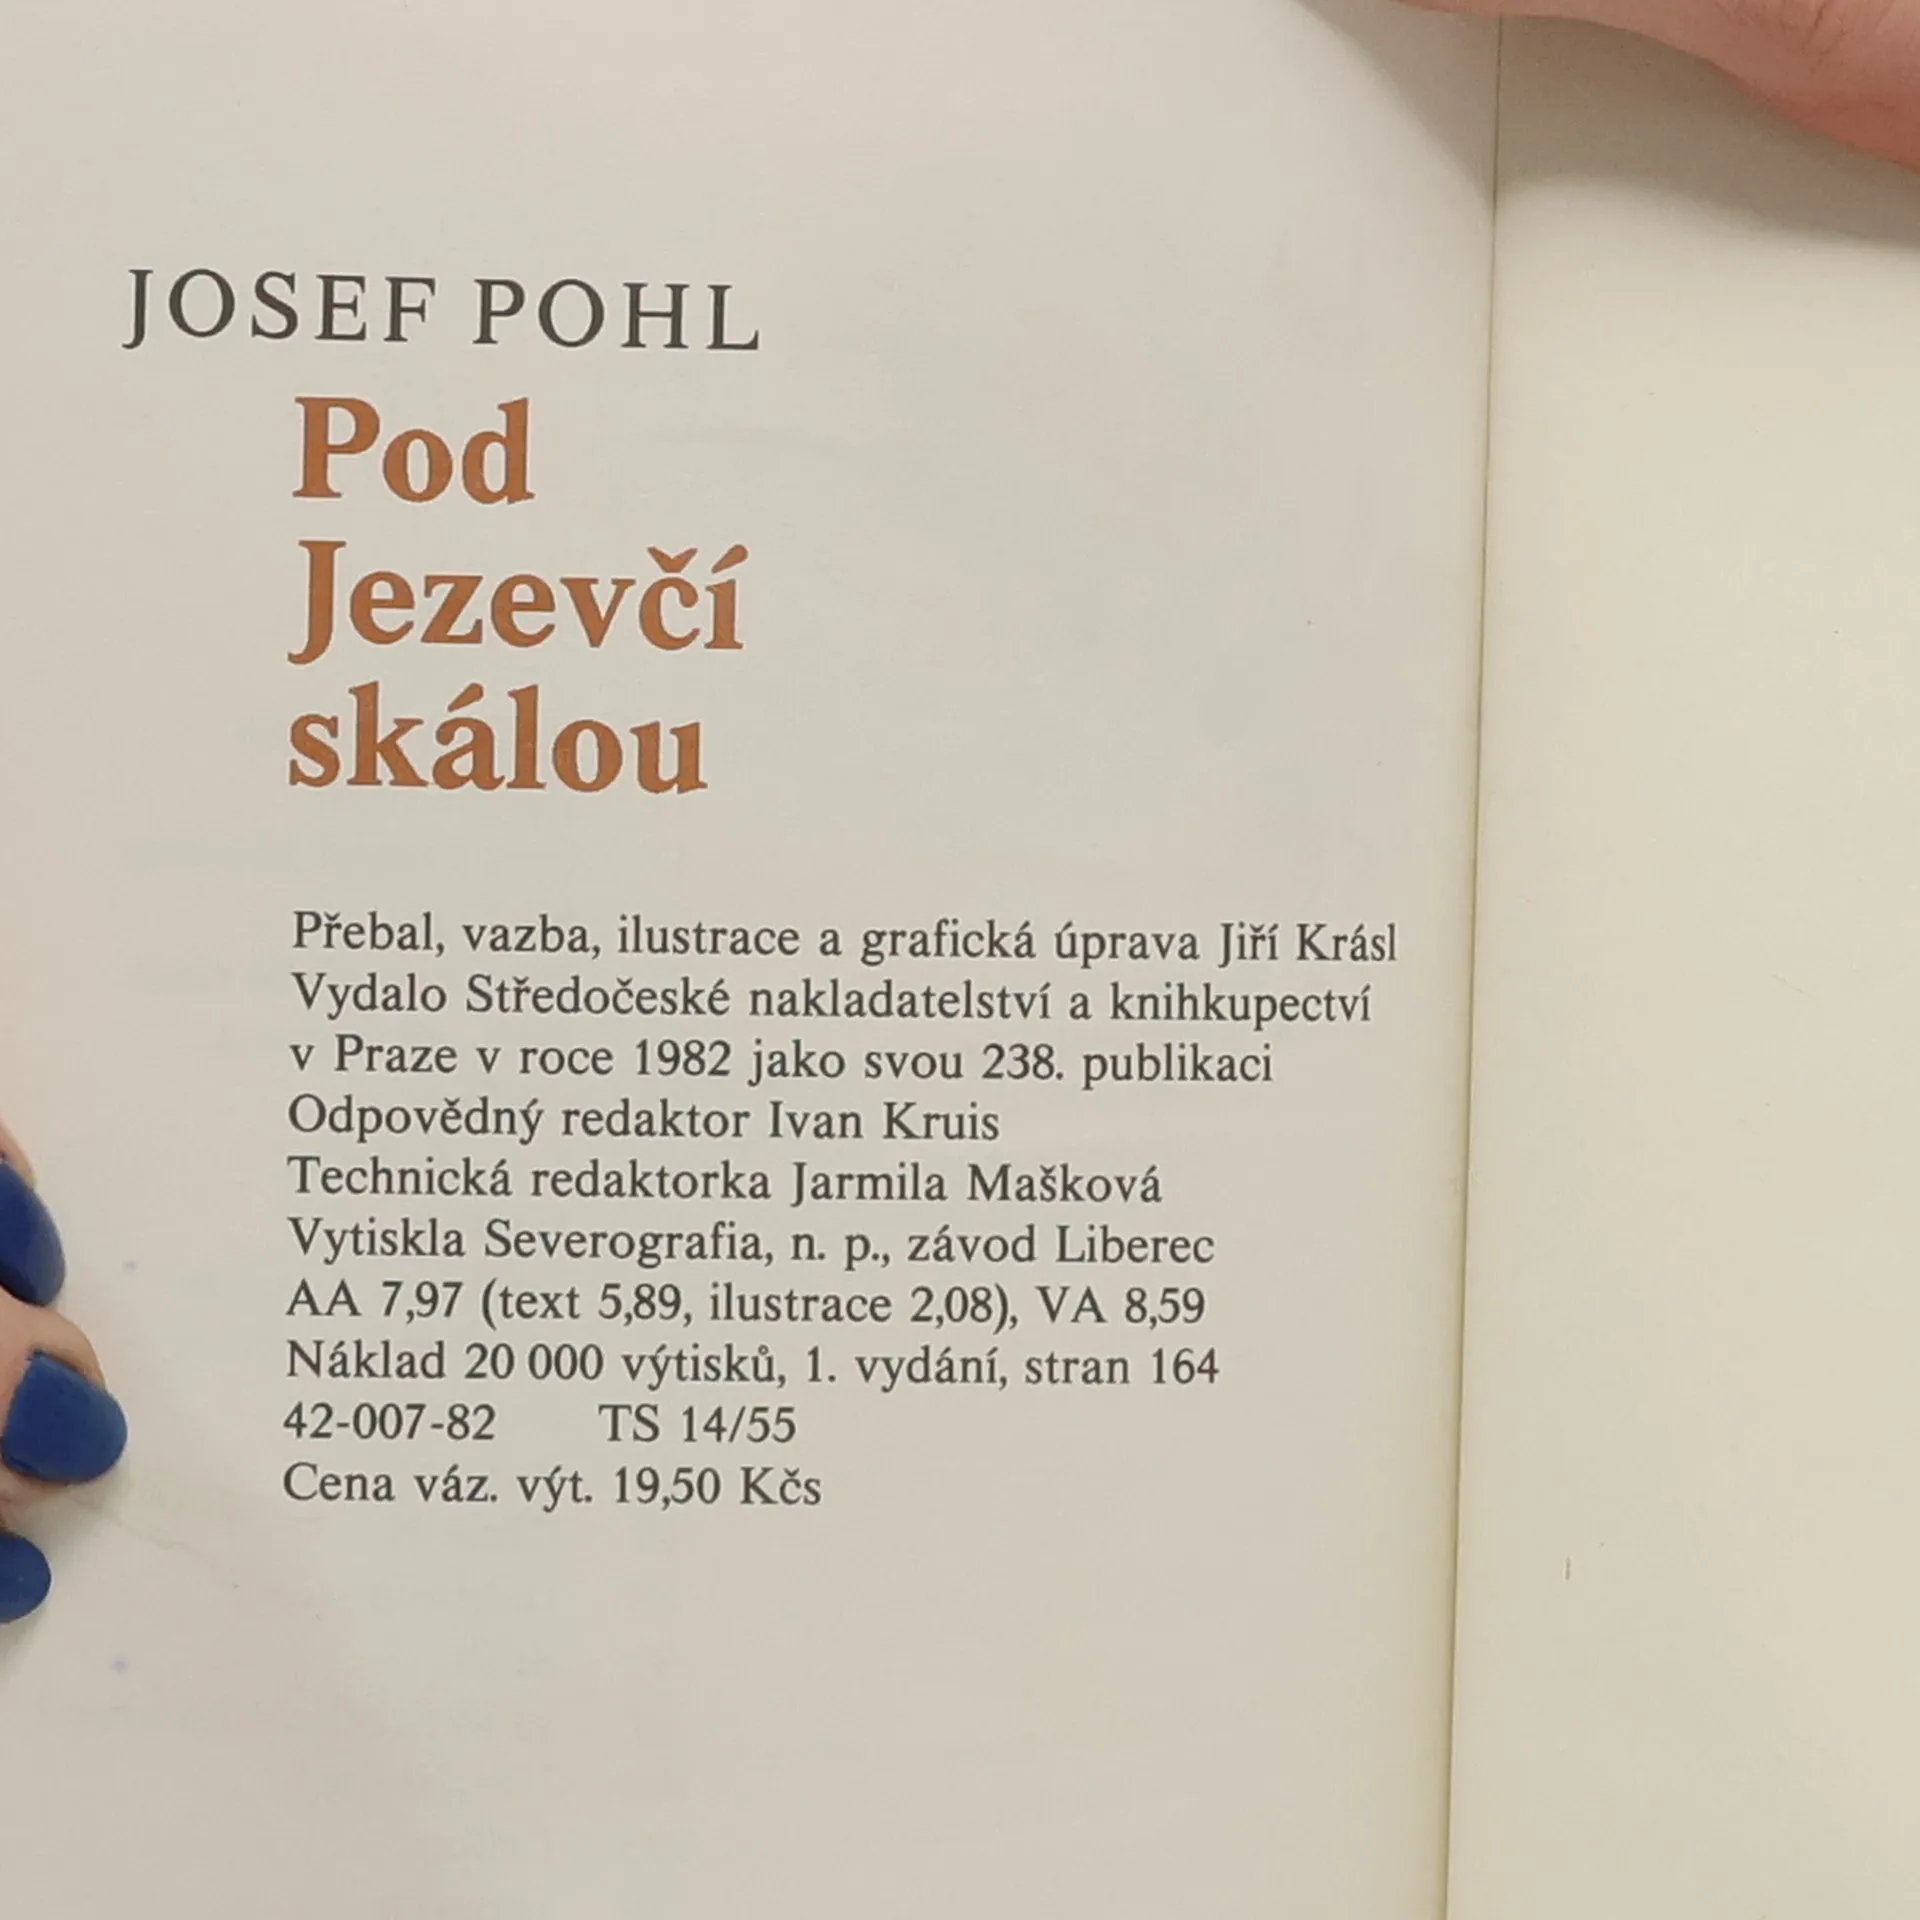 JOSEF POHL
Pod
Jezevčí
skálou
Přebal, vazba, ilustrace a grafická úprava Jiří Krásl
Vydalo Středočeské nakladatelství a knihkupectví
v Praze v roce 1982 jako svou 238. publikaci
Odpovědný redaktor Ivan Kruis
Technická redaktorka Jarmila Mašková
Vytiskla Severografia, n. p., závod Liberec
AA 7,97 (text 5,89, ilustrace 2,08), VA 8,59
Náklad 20 000 výtisků, 1. vydání, stran 164
42-007-82 TS 14/55
Cena váz. výt. 19,50 Kčs